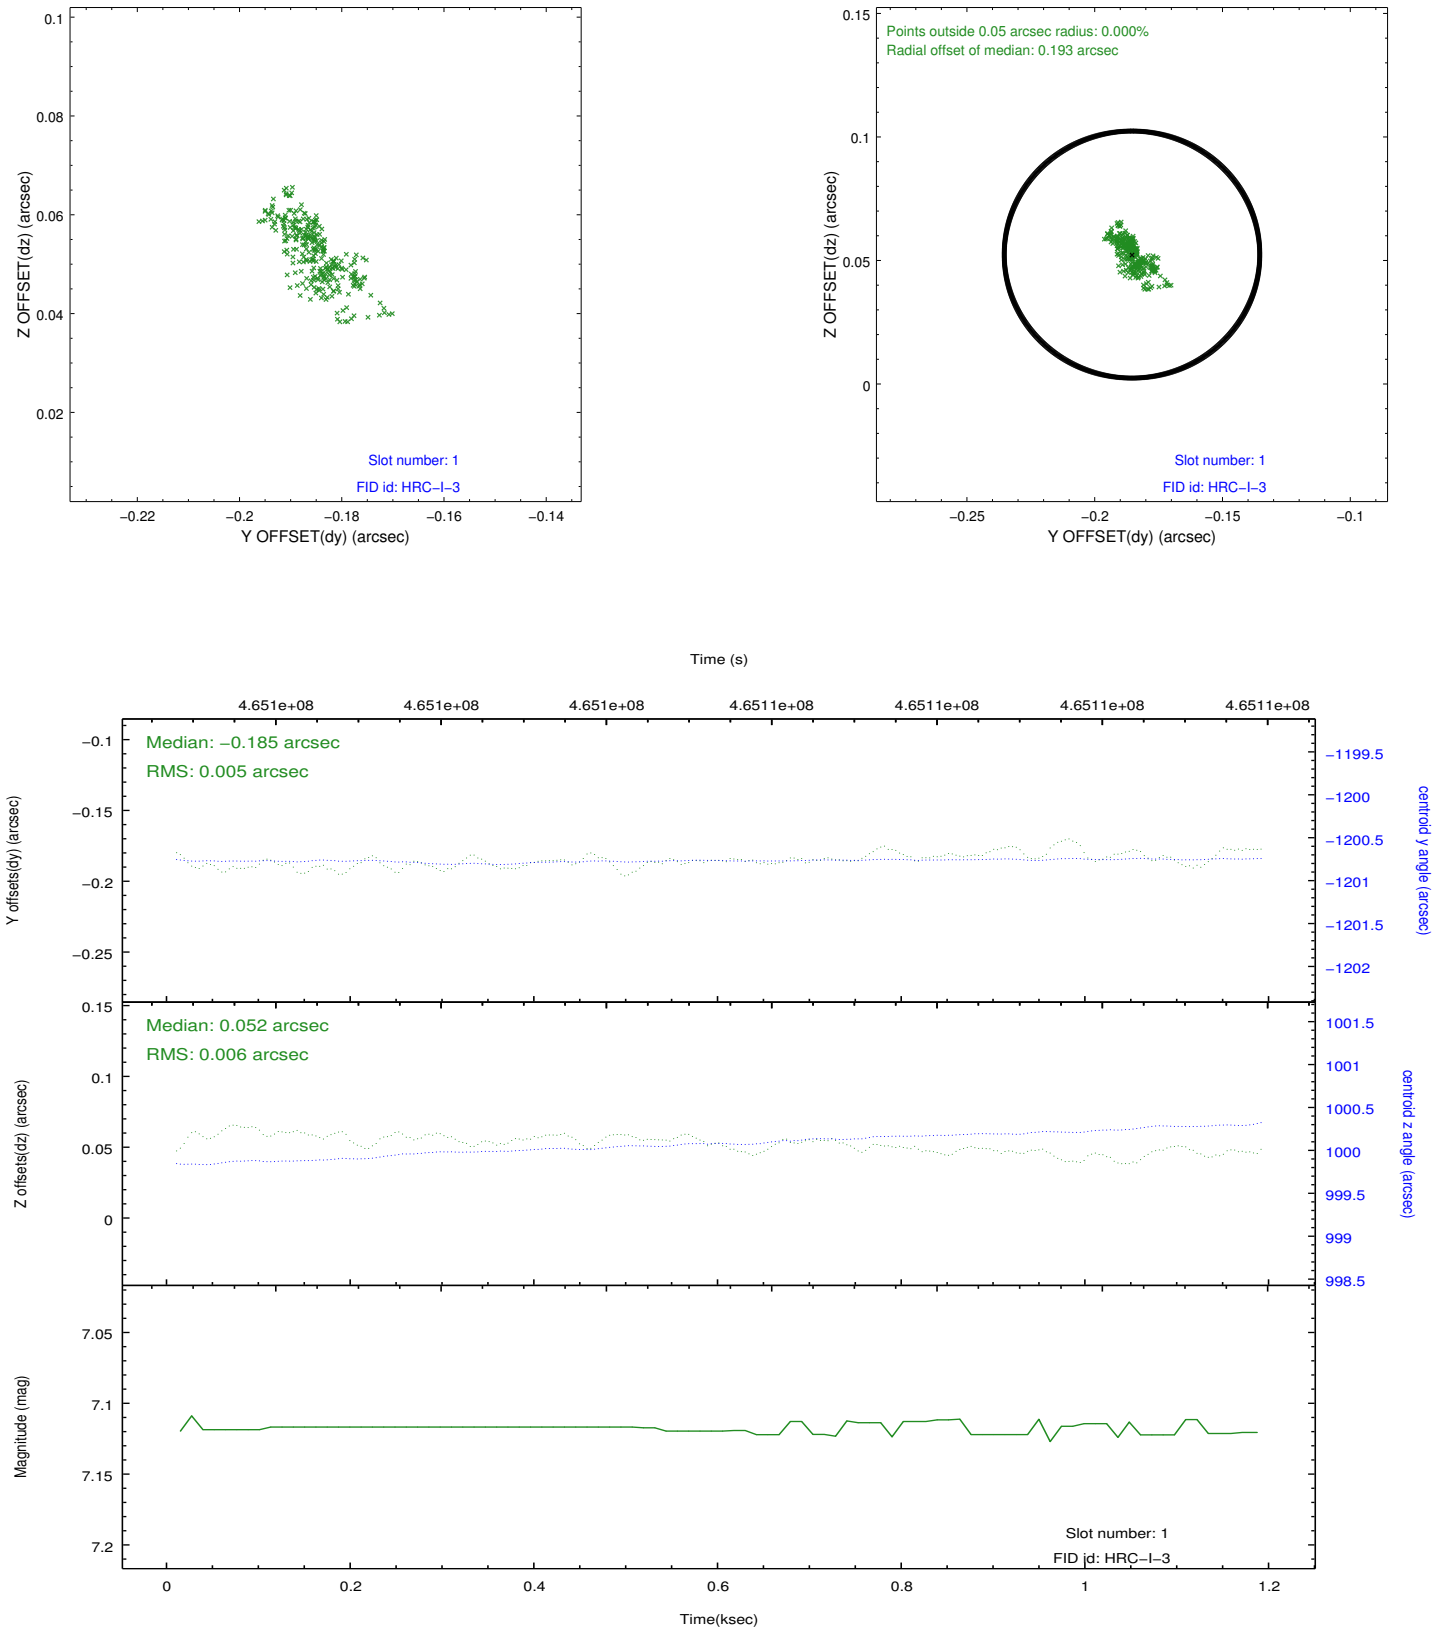 0.1
0.08
0.06
0.04
0.02
Z OFFSET(dz) (arcsec)
Slot number: 1
FID id: HRC−I−3
−0.22
−0.2
−0.18
−0.16
−0.14
Y OFFSET(dy) (arcsec)
0.15
0.1
0.05
0
Z OFFSET(dz) (arcsec)
Points outside 0.05 arcsec radius: 0.000%
Radial offset of median: 0.193 arcsec
Slot number: 1
FID id: HRC−I−3
−0.25
−0.2
−0.15
−0.1
Y OFFSET(dy) (arcsec)
Time (s)
4.651e+08
4.651e+08
4.651e+08
4.6511e+08
4.6511e+08
4.6511e+08
4.6511e+08
−0.1
−0.15
−0.2
−0.25
Y offsets(dy) (arcsec)
Median: −0.185 arcsec
RMS: 0.005 arcsec
−1199.5
−1200
−1200.5
−1201
−1201.5
−1202
centroid y angle (arcsec)
0.15
0.1
0.05
0
Z offsets(dz) (arcsec)
Median: 0.052 arcsec
RMS: 0.006 arcsec
1001.5
1001
1000.5
1000
999.5
999
998.5
centroid z angle (arcsec)
7.05
7.1
7.15
7.2
Magnitude (mag)
Slot number: 1
FID id: HRC−I−3
0
0.2
0.4
0.6
0.8
1
1.2
Time(ksec)